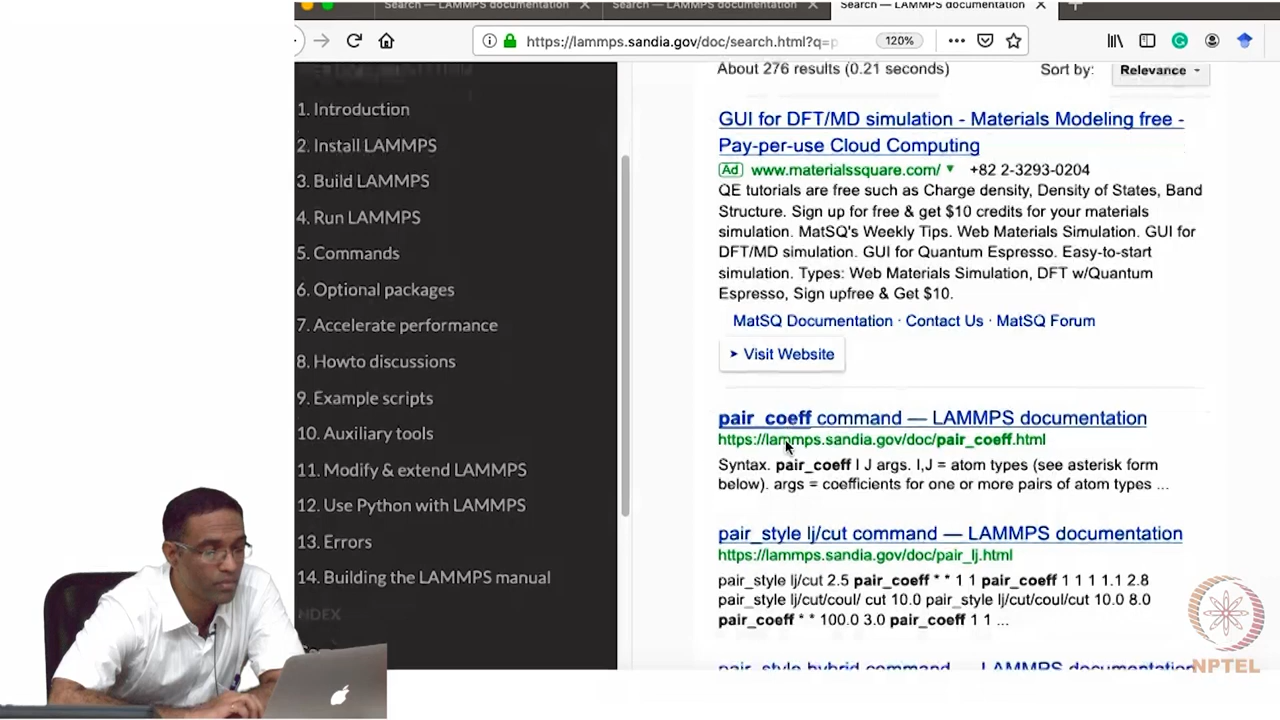 Search — LAMMPS documentation
Search — LAMMPS documentation
Search — LAMMPS documentation
https://lammps.sandia.gov/doc/search.html?q=p
120%
About 276 results (0.21 seconds)
Sort by:
Relevance
1. Introduction
2. Install LAMMPS
3. Build LAMMPS
4. Run LAMMPS
5. Commands
6. Optional packages
7. Accelerate performance
8. Howto discussions
9. Example scripts
10. Auxiliary tools
11. Modify & extend LAMMPS
12. Use Python with LAMMPS
13. Errors
14. Building the LAMMPS manual
GUI for DFT/MD simulation - Materials Modeling free -
Pay-per-use Cloud Computing
Ad www.materialssquare.com/ +82 2-3293-0204
QE tutorials are free such as Charge density, Density of States, Band
Structure. Sign up for free & get $10 credits for your materials
simulation. MatSQ's Weekly Tips. Web Materials Simulation. GUI for
DFT/MD simulation. GUI for Quantum Espresso. Easy-to-start
simulation. Types: Web Materials Simulation, DFT w/Quantum
Espresso, Sign upfree & Get $10.
MatSQ Documentation · Contact Us · MatSQ Forum
Visit Website
pair_coeff command — LAMMPS documentation
https://lammps.sandia.gov/doc/pair_coeff.html
Syntax. pair_coeff I J args. I,J = atom types (see asterisk form
below). args = coefficients for one or more pairs of atom types ...
pair_style lj/cut command — LAMMPS documentation
https://lammps.sandia.gov/doc/pair_lj.html
pair_style lj/cut 2.5 pair_coeff * * 1 1 pair_coeff 1 1 1 1.1 2.8
pair_style lj/cut/coul/ cut 10.0 pair_style lj/cut/coul/cut 10.0 8.0
pair_coeff * * 100.0 3.0 pair_coeff 1 1 ...
pair_style hybrid command — LAMMPS documentation
NPTEL